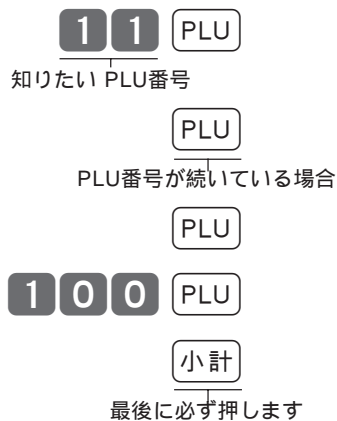 1 1 PLU
知りたい PLU番号
PLU
PLU番号が続いている場合
PLU
1 0 0 PLU
小計
最後に必ず押します